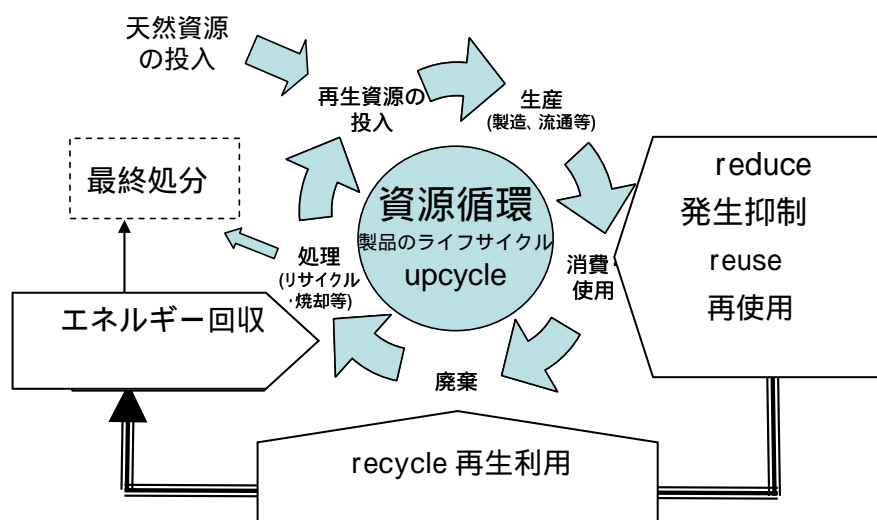 天然資源
の投入
再生資源の
投入
生産
(製造、流通等)
reduce
発生抑制
reuse
再使用
最終処分
資源循環
製品のライフサイクル
upcycle
処理
(リサイクル
・焼却等)
消費・
使用
エネルギー回収
廃棄
recycle 再生利用